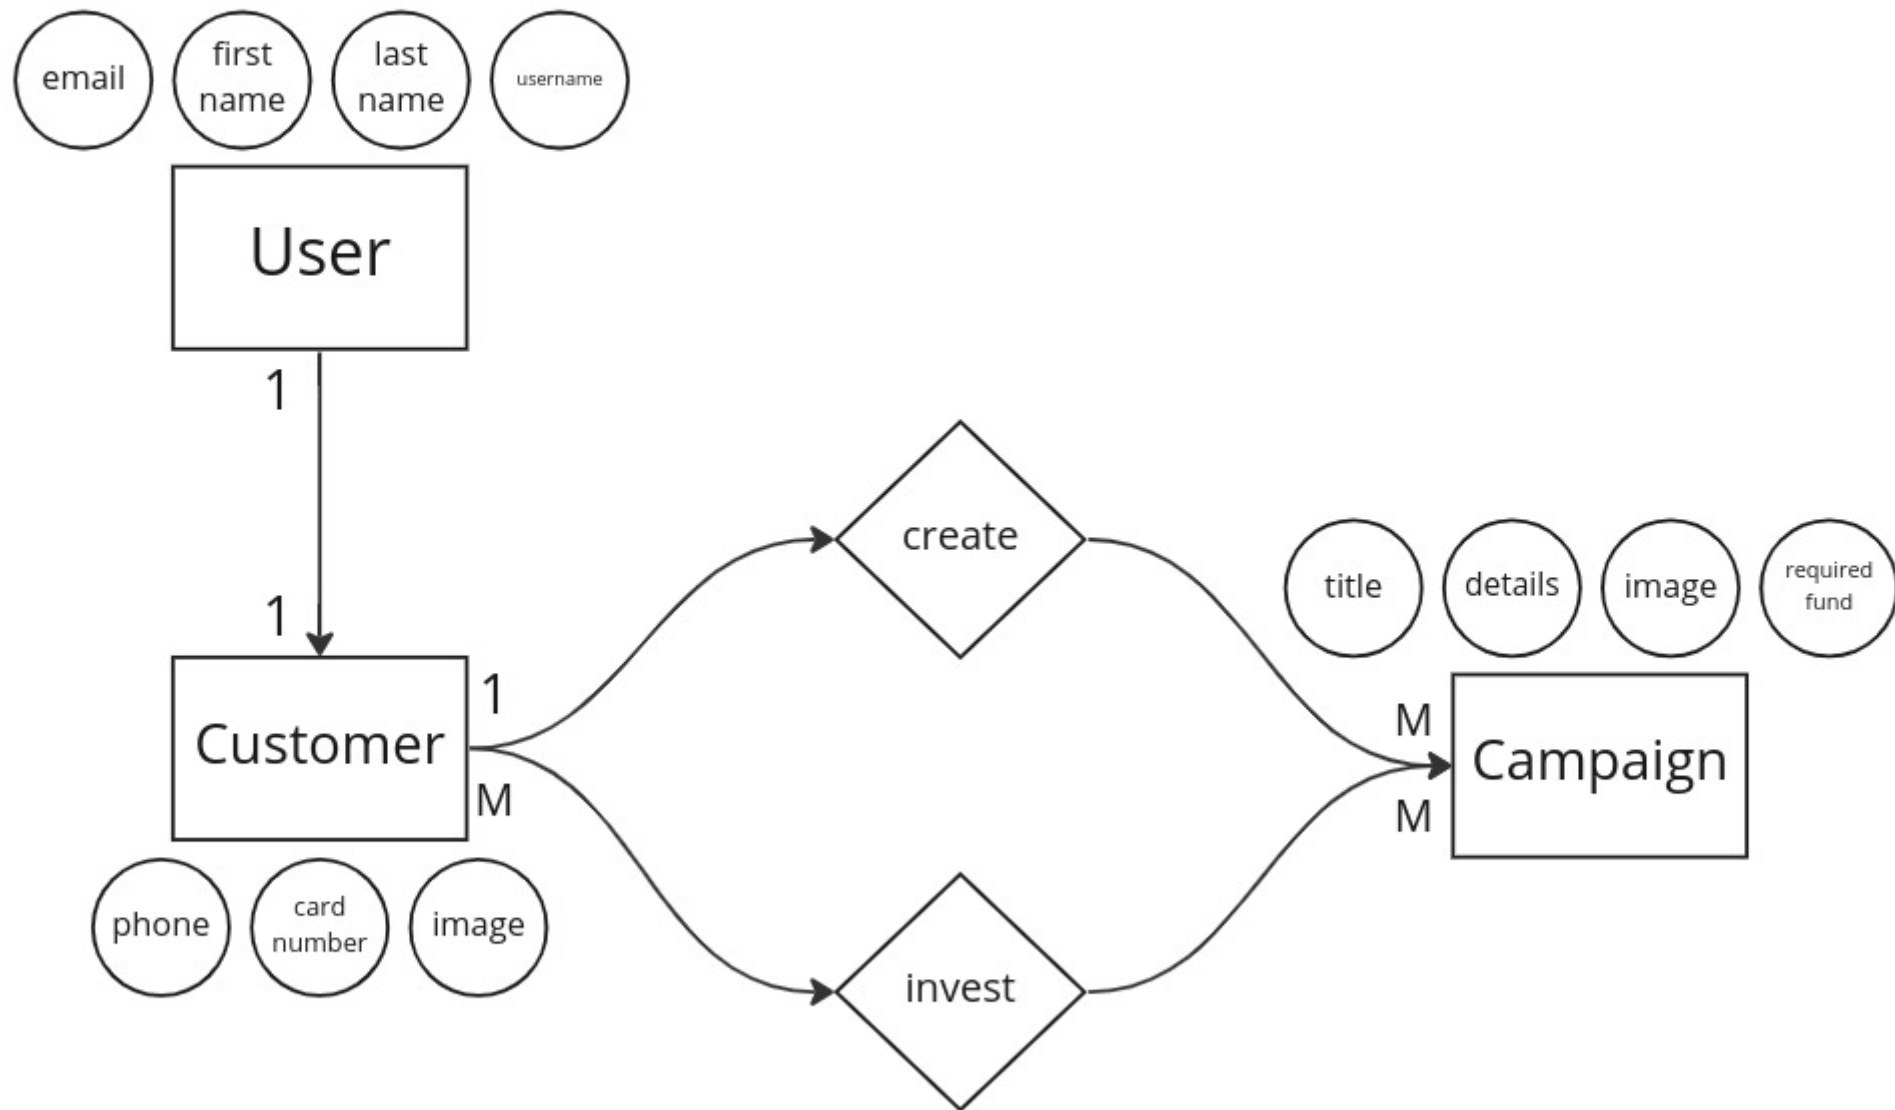 email
first
name
last
name
username
User
1
1
Customer
1
M
phone
card
number
image
create
invest
title
details
image
required
fund
M
M
Campaign